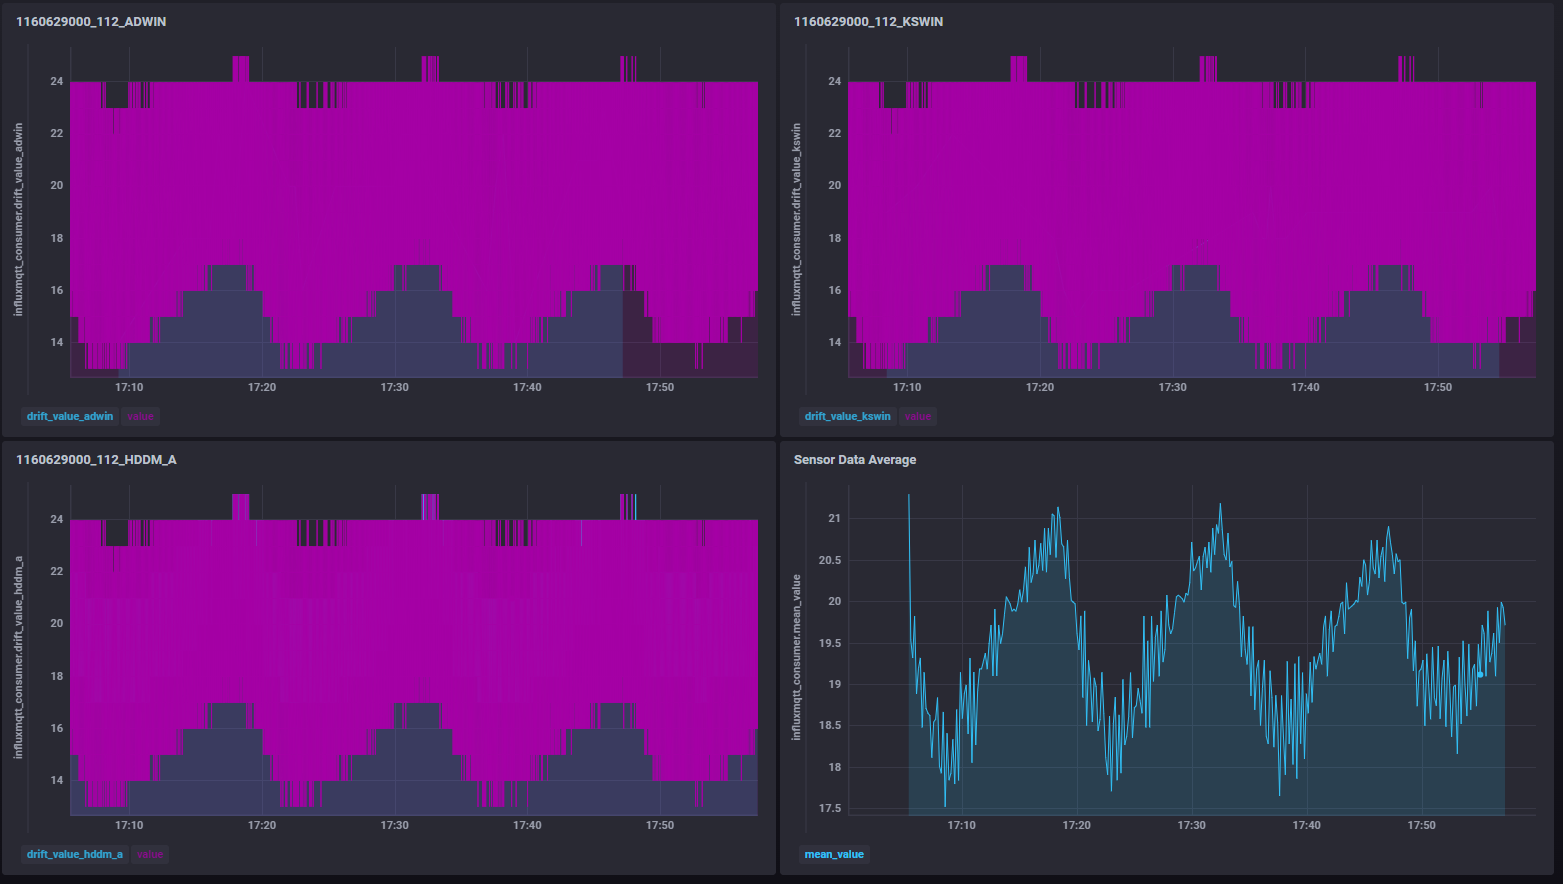 1160629000_112_ADWIN
influxmqtt_consumer.drift_value_adwin
24
22
20
18
16
14
17:10 17:20 17:30 17:40 17:50
drift_value_adwin value
1160629000_112_KSWIN
influxmqtt_consumer.drift_value_kswin
24
22
20
18
16
14
17:10 17:20 17:30 17:40 17:50
drift_value_kswin value
1160629000_112_HDDM_A
influxmqtt_consumer.drift_value_hddm_a
24
22
20
18
16
14
17:10 17:20 17:30 17:40 17:50
drift_value_hddm_a value
Sensor Data Average
influxmqtt_consumer.mean_value
21
20.5
20
19.5
19
18.5
18
17.5
17:10 17:20 17:30 17:40 17:50
mean_value